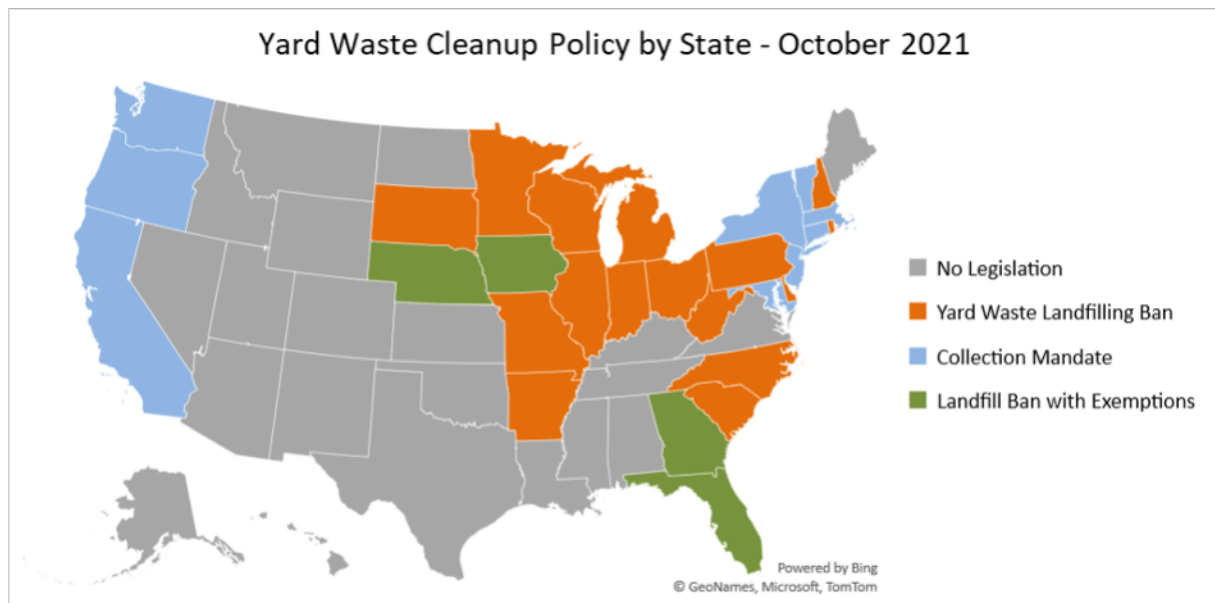 Yard Waste Cleanup Policy by State - October 2021
No Legislation
Yard Waste Landfilling Ban
Collection Mandate
Landfill Ban with Exemptions
Powered by Bing
© GeoNames, Microsoft, TomTom